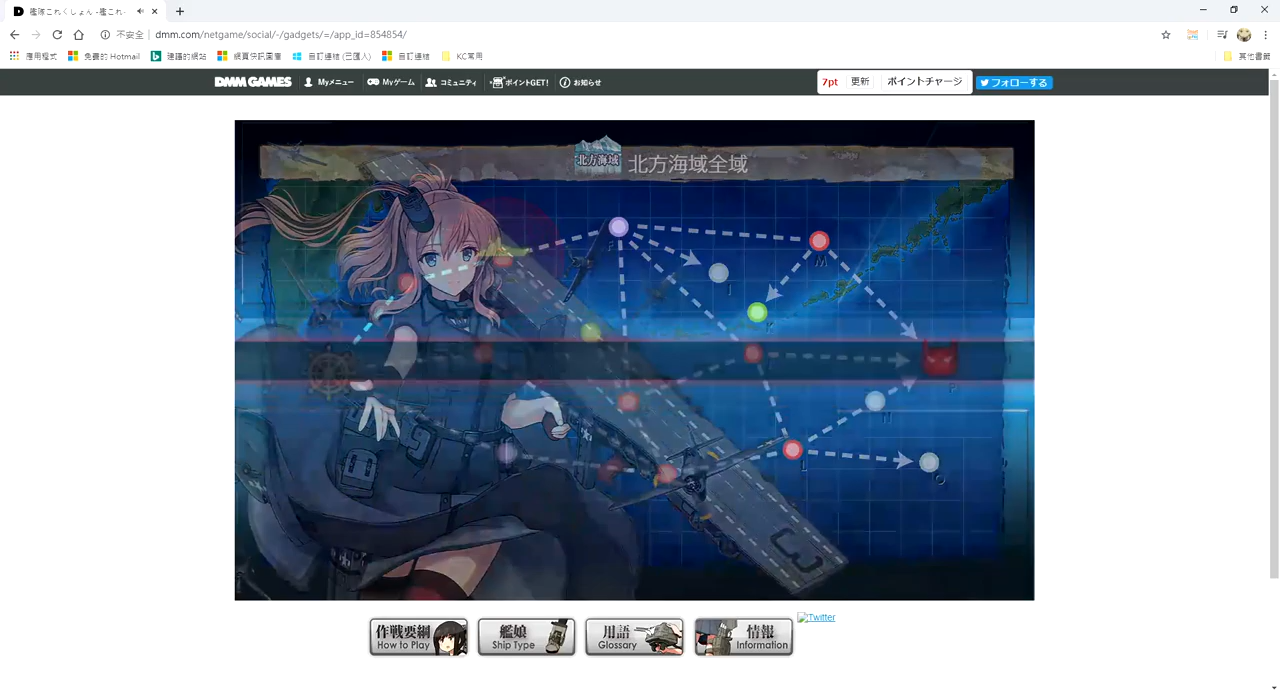 艦隊これくしょん -艦これ-
不安全 | dmm.com/netgame/social/-/gadgets/=/app_id=854854/
應用程式 免費的 Hotmail 建議的網站 網頁快訊圖庫 自訂連結 (已匯入) 自訂連結 KC常用 其他書籤
DMM GAMES Myメニュー Myゲーム コミュニティ ポイントGET! お知らせ 7pt 更新 ポイントチャージ フォローする
北方海域 北方海域全域
F
J
M
K
P
N
L
O
3
作戦要綱 艦娘 用語 情報 Twitter
How to Play Ship Type Glossary Information